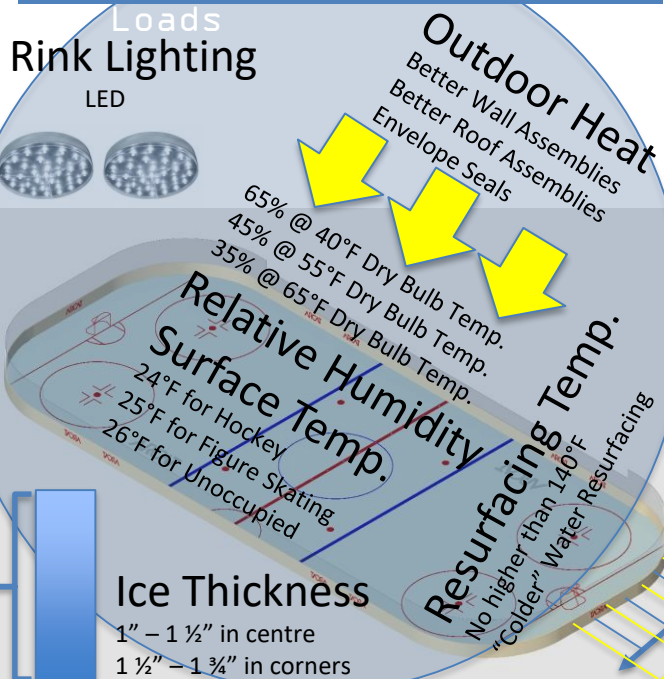 Loads
Rink Lighting
LED
Outdoor Heat
Better Wall Assemblies
Better Roof Assemblies
Envelope Seals
65% @ 40°F Dry Bulb Temp.
45% @ 55°F Dry Bulb Temp.
35% @ 65°F Dry Bulb Temp.
Relative Humidity
Surface Temp.
24°F for Hockey
25°F for Figure Skating
26°F for Unoccupied
Resurfacing Temp.
No higher than 140°F
“Colder” Water Resurfacing
Ice Thickness
1” – 1 ½” in centre
1 ½” – 1 ¾” in corners